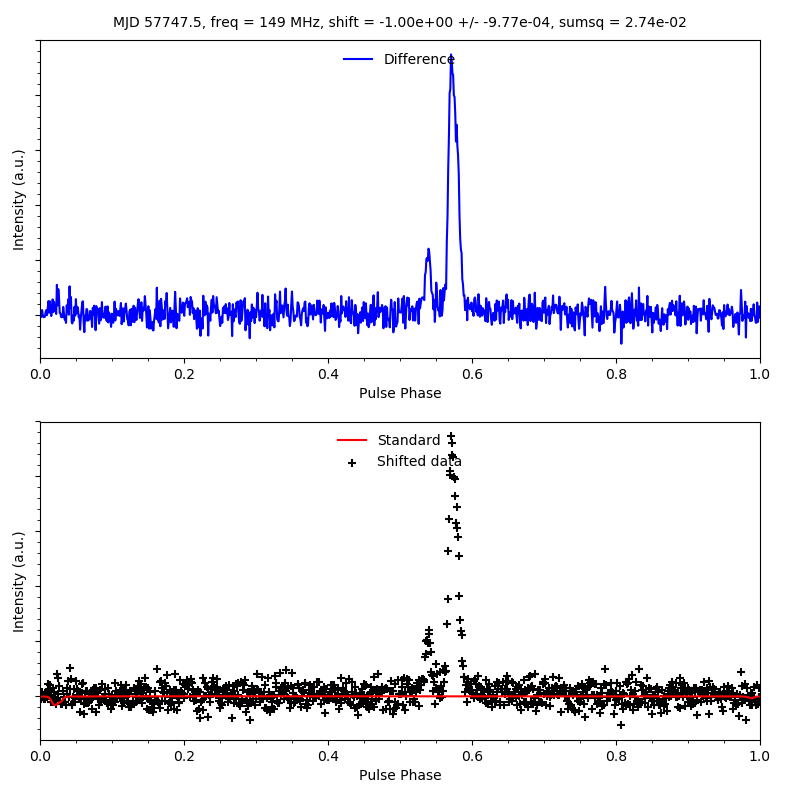 MJD 57747.5, freq = 149 MHz, shift = -1.00e+00 +/- -9.77e-04, sumsq = 2.74e-02
Difference
Intensity (a.u.)
0.0 0.2 0.4 0.6 0.8 1.0
Pulse Phase
Standard
Shifted data
Intensity (a.u.)
0.0 0.2 0.4 0.6 0.8 1.0
Pulse Phase